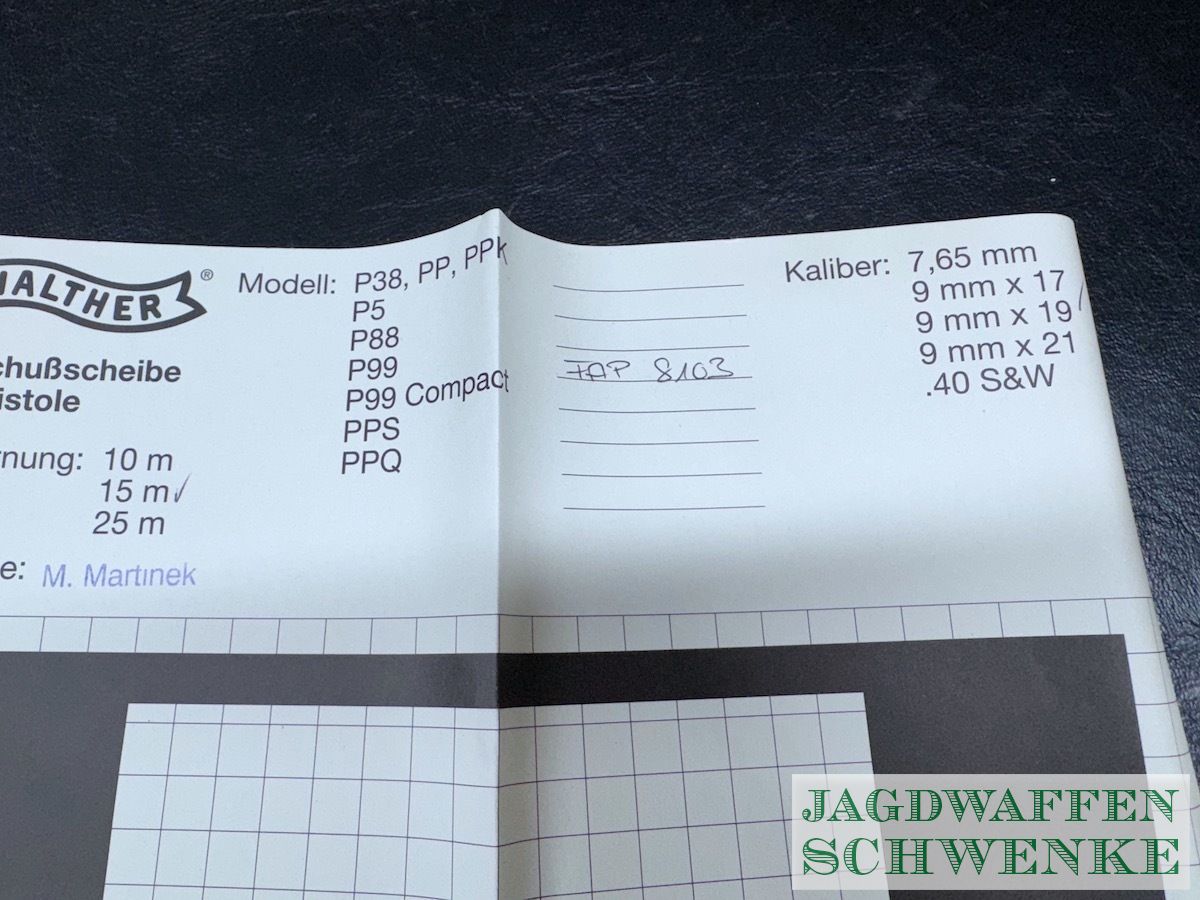 WALTHER®
chußscheibe
istole
rnung: 10 m
15 m✓
25 m
e: M. Martinek
Modell: P38, PP, PPK
P5
P88
P99
P99 Compact
PPS
PPQ
FAP 8103
Kaliber: 7,65 mm
9 mm x 17
9 mm x 19
9 mm x 21
.40 S&W
JAGDWAFFEN
SCHWENKE